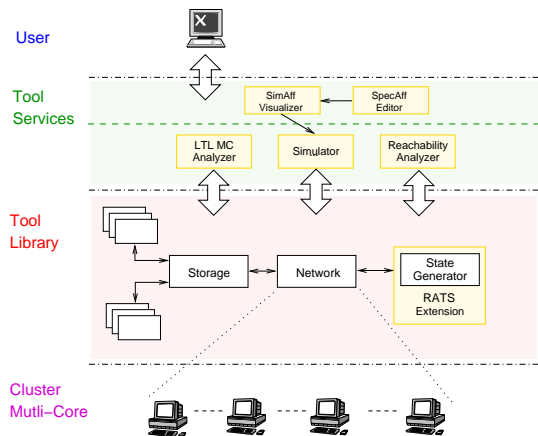 User
X
Tool
Services
SimAff
Visualizer
SpecAff
Editor
LTL MC
Analyzer
Simulator
Reachability
Analyzer
Tool
Library
Storage
Network
State
Generator
RATS
Extension
Cluster
Mutli-Core